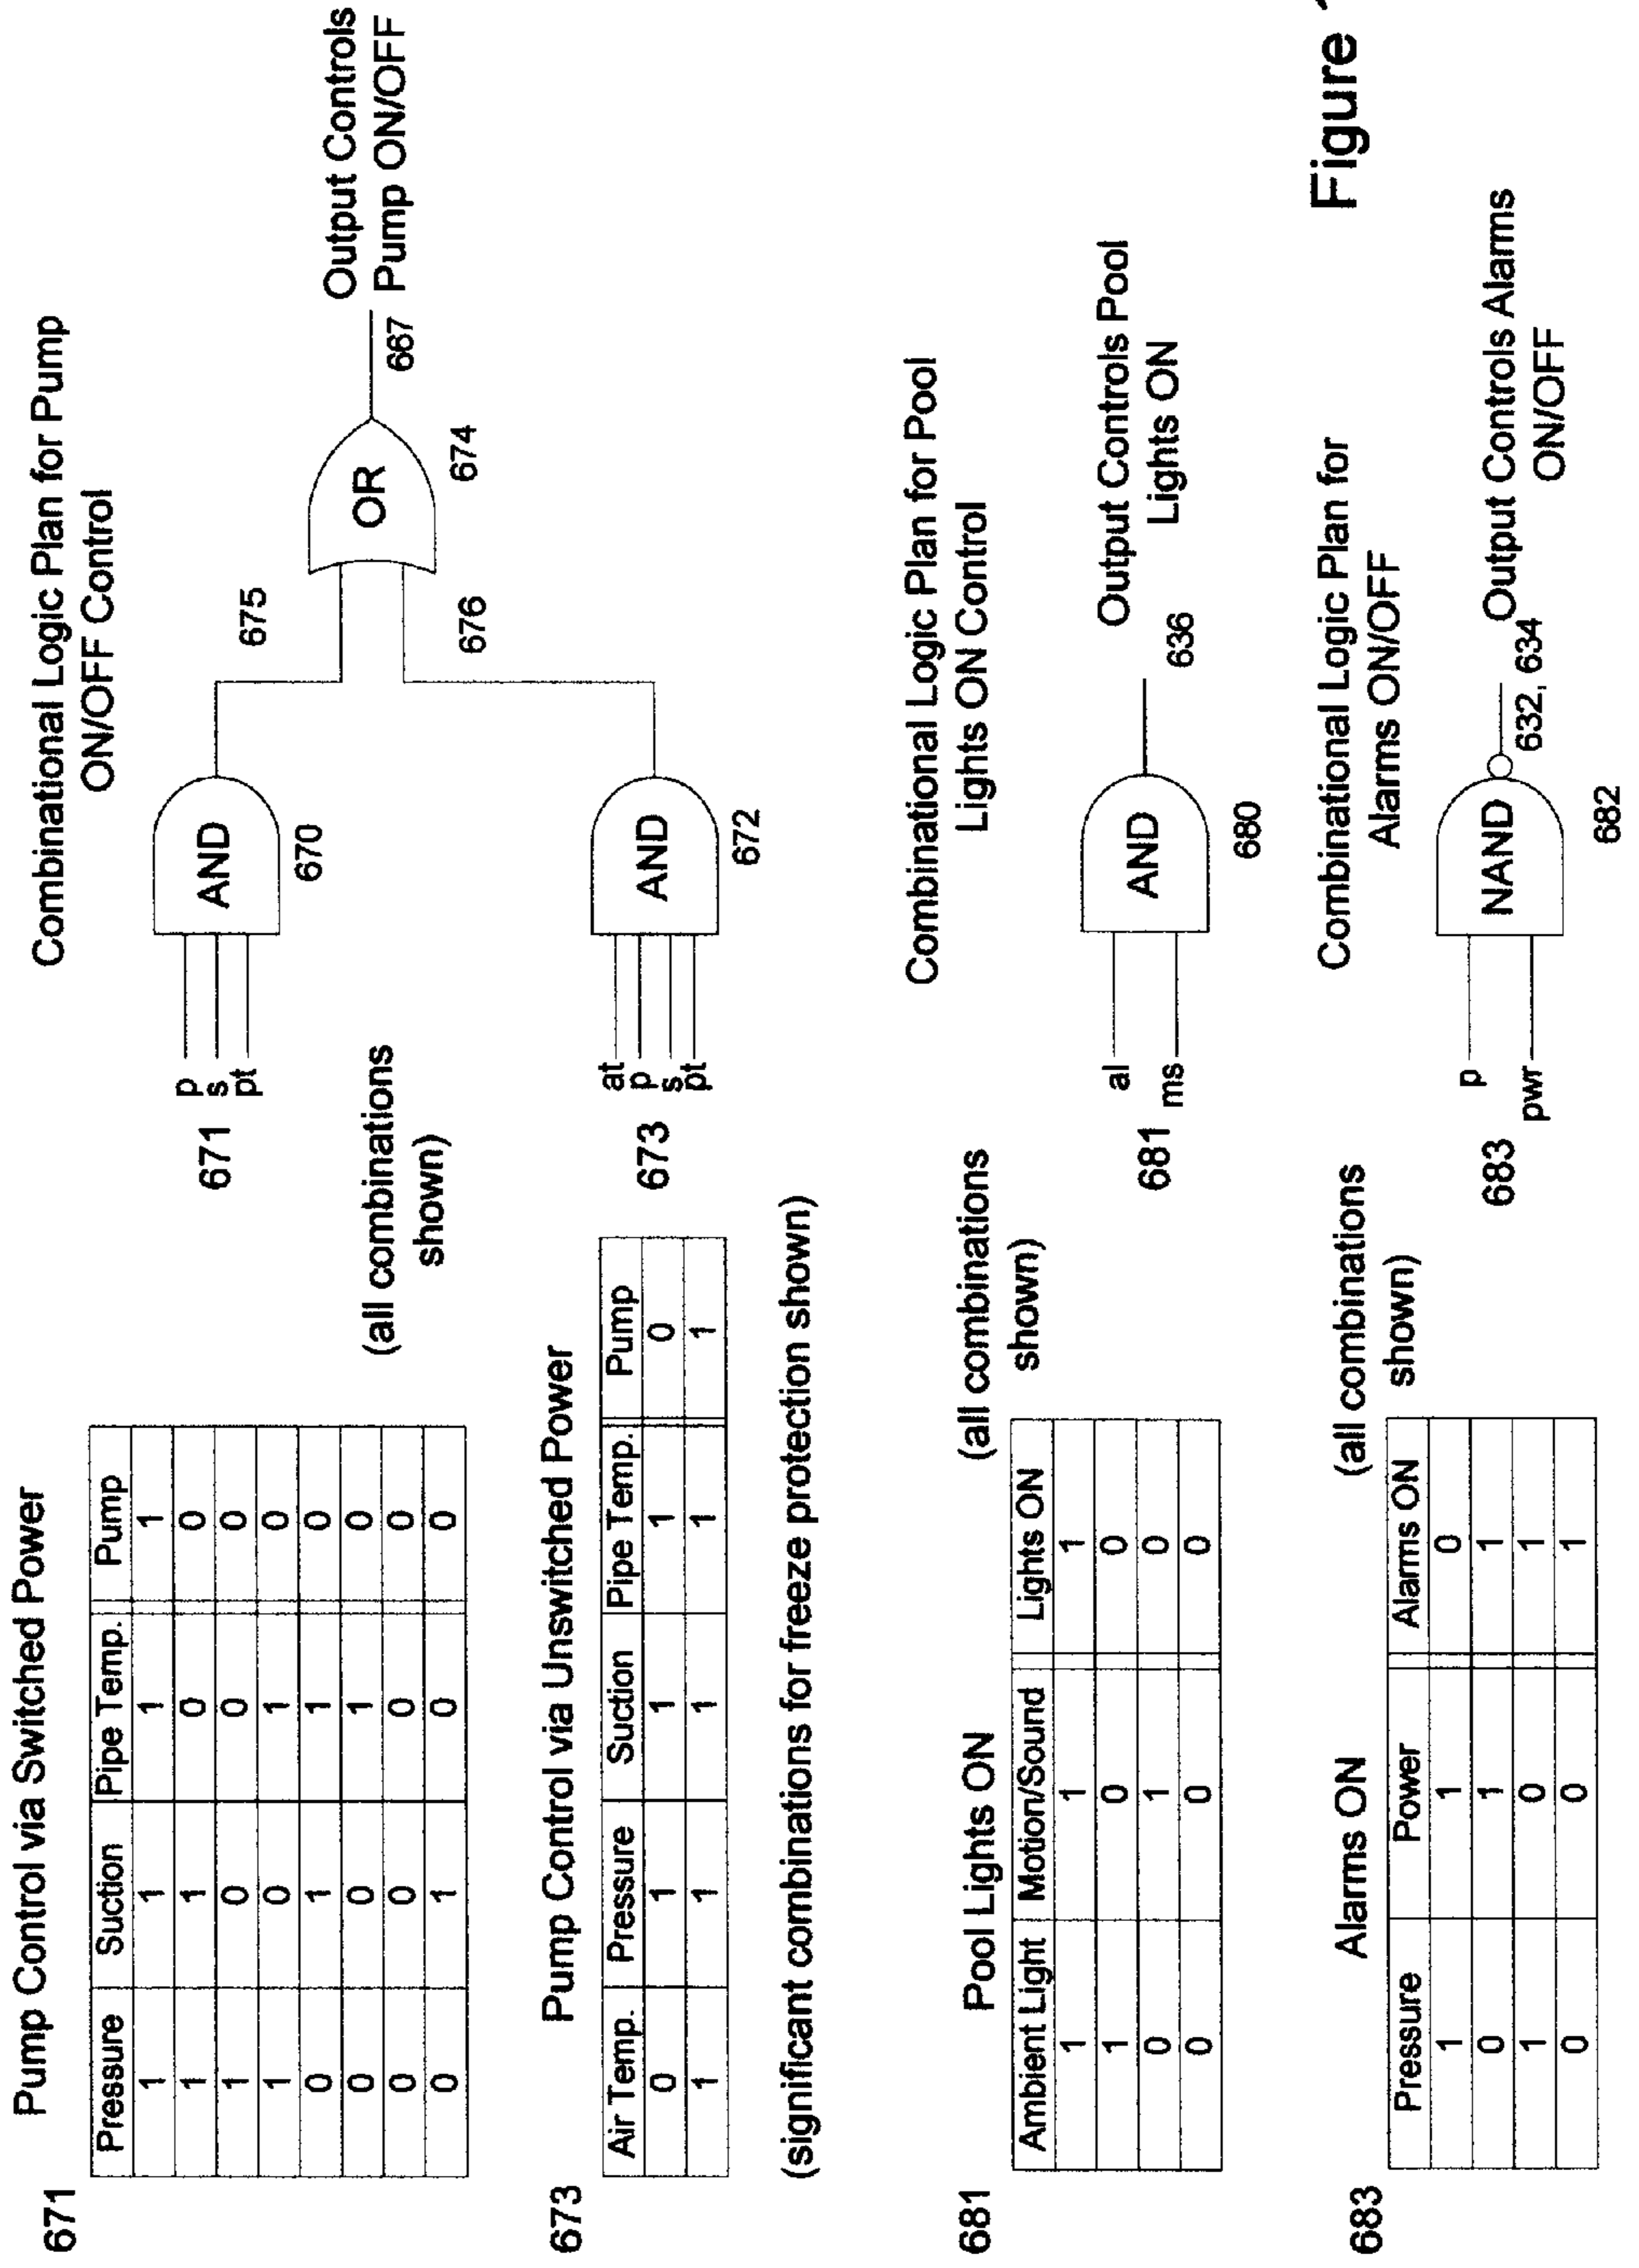 671
Pump Control via Switched Power
Pressure Suction Pipe Temp. Pump
1 1 1 1
1 1 0 0
1 0 0 0
1 0 1 0
0 1 1 0
0 0 1 0
0 0 0 0
0 1 0 0
(all combinations
shown)
Combinational Logic Plan for Pump
ON/OFF Control
671
p
s
pt
AND
670
675
OR
674
676
667
Output Controls
Pump ON/OFF
673
Pump Control via Unswitched Power
Air Temp. Pressure Suction Pipe Temp. Pump
0 1 1 1 0
1 1 1 1 1
(significant combinations for freeze protection shown)
673
at
p
s
pt
AND
672
681
Pool Lights ON
Ambient Light Motion/Sound Lights ON
1 1 1
1 0 0
0 1 0
0 0 0
(all combinations
shown)
Combinational Logic Plan for Pool
Lights ON Control
681
al
ms
AND
680
636
Output Controls Pool
Lights ON
683
Alarms ON
Pressure Power Alarms ON
1 1 0
0 1 1
1 0 1
0 0 1
(all combinations
shown)
Combinational Logic Plan for
Alarms ON/OFF
683
p
pwr
NAND
682
632, 634
Output Controls Alarms
ON/OFF
Figure